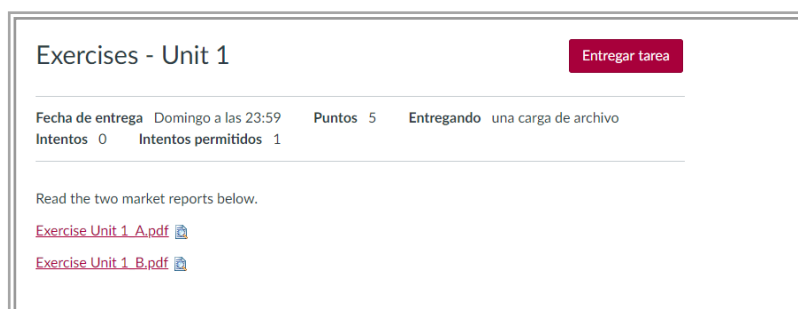 Exercises - Unit 1
Entregar tarea
Fecha de entrega Domingo a las 23:59 Puntos 5 Entregando una carga de archivo
Intentos 0 Intentos permitidos 1
Read the two market reports below.
Exercise Unit 1_A.pdf
Exercise Unit 1_B.pdf